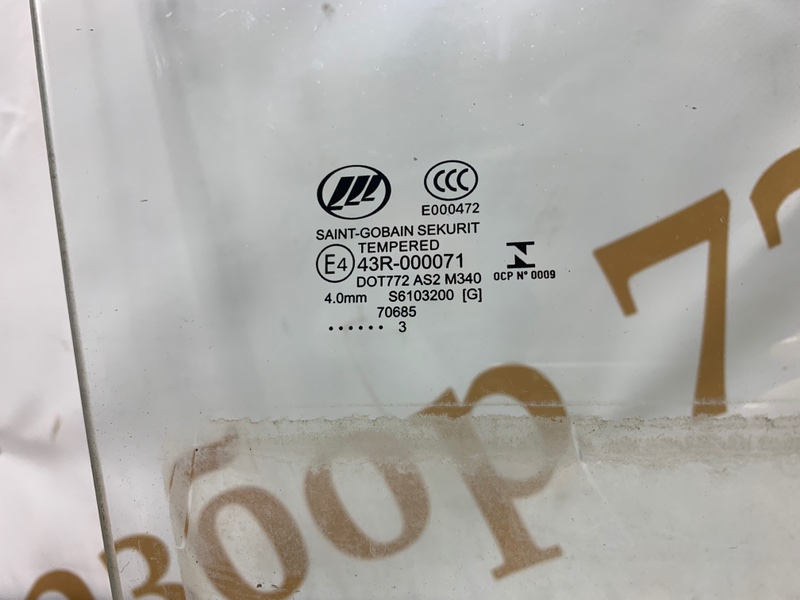 CCC
E000472
SAINT-GOBAIN SEKURIT
TEMPERED
E4 43R-000071
DOT772 AS2 M340
OCP N° 0009
4.0mm S6103200 [G]
70685
...... 3
72
озбор